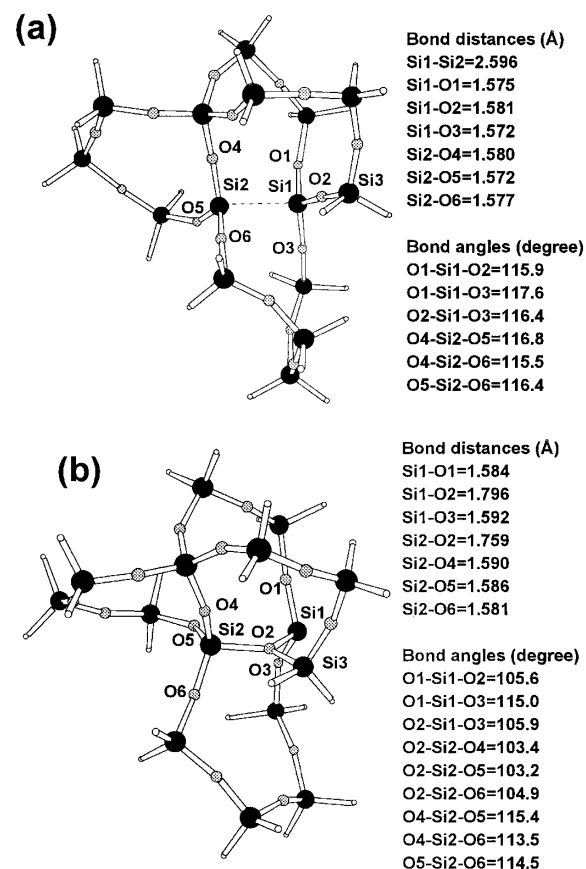 (a)
Bond distances (Å)
Si1-Si2=2.596
Si1-O1=1.575
Si1-O2=1.581
Si1-O3=1.572
Si2-O4=1.580
Si2-O5=1.572
Si2-O6=1.577
O4
O1
Si2
Si1
O2
Si3
O5
O6
O3
Bond angles (degree)
O1-Si1-O2=115.9
O1-Si1-O3=117.6
O2-Si1-O3=116.4
O4-Si2-O5=116.8
O4-Si2-O6=115.5
O5-Si2-O6=116.4
(b)
Bond distances (Å)
Si1-O1=1.584
Si1-O2=1.796
Si1-O3=1.592
Si2-O2=1.759
Si2-O4=1.590
Si2-O5=1.586
Si2-O6=1.581
O1
O4
Si1
Si2
O2
O5
O3
Si3
O6
Bond angles (degree)
O1-Si1-O2=105.6
O1-Si1-O3=115.0
O2-Si1-O3=105.9
O2-Si2-O4=103.4
O2-Si2-O5=103.2
O2-Si2-O6=104.9
O4-Si2-O5=115.4
O4-Si2-O6=113.5
O5-Si2-O6=114.5